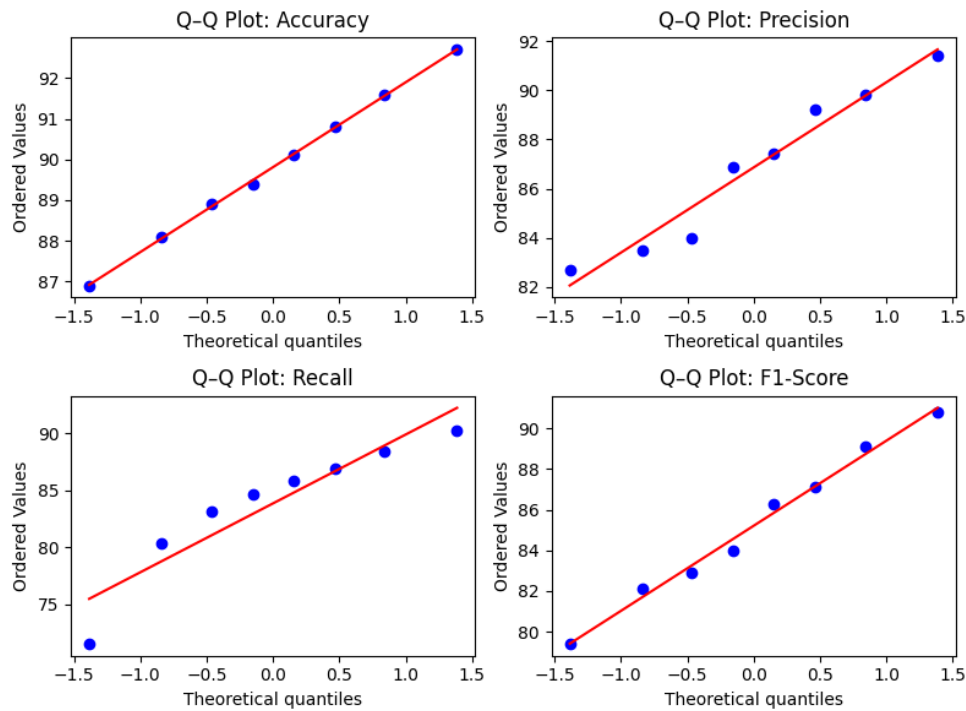 Q–Q Plot: Accuracy
Ordered Values
92
91
90
89
88
87
−1.5 −1.0 −0.5 0.0 0.5 1.0 1.5
Theoretical quantiles
Q–Q Plot: Precision
Ordered Values
92
90
88
86
84
82
−1.5 −1.0 −0.5 0.0 0.5 1.0 1.5
Theoretical quantiles
Q–Q Plot: Recall
Ordered Values
90
85
80
75
−1.5 −1.0 −0.5 0.0 0.5 1.0 1.5
Theoretical quantiles
Q–Q Plot: F1-Score
Ordered Values
90
88
86
84
82
80
−1.5 −1.0 −0.5 0.0 0.5 1.0 1.5
Theoretical quantiles